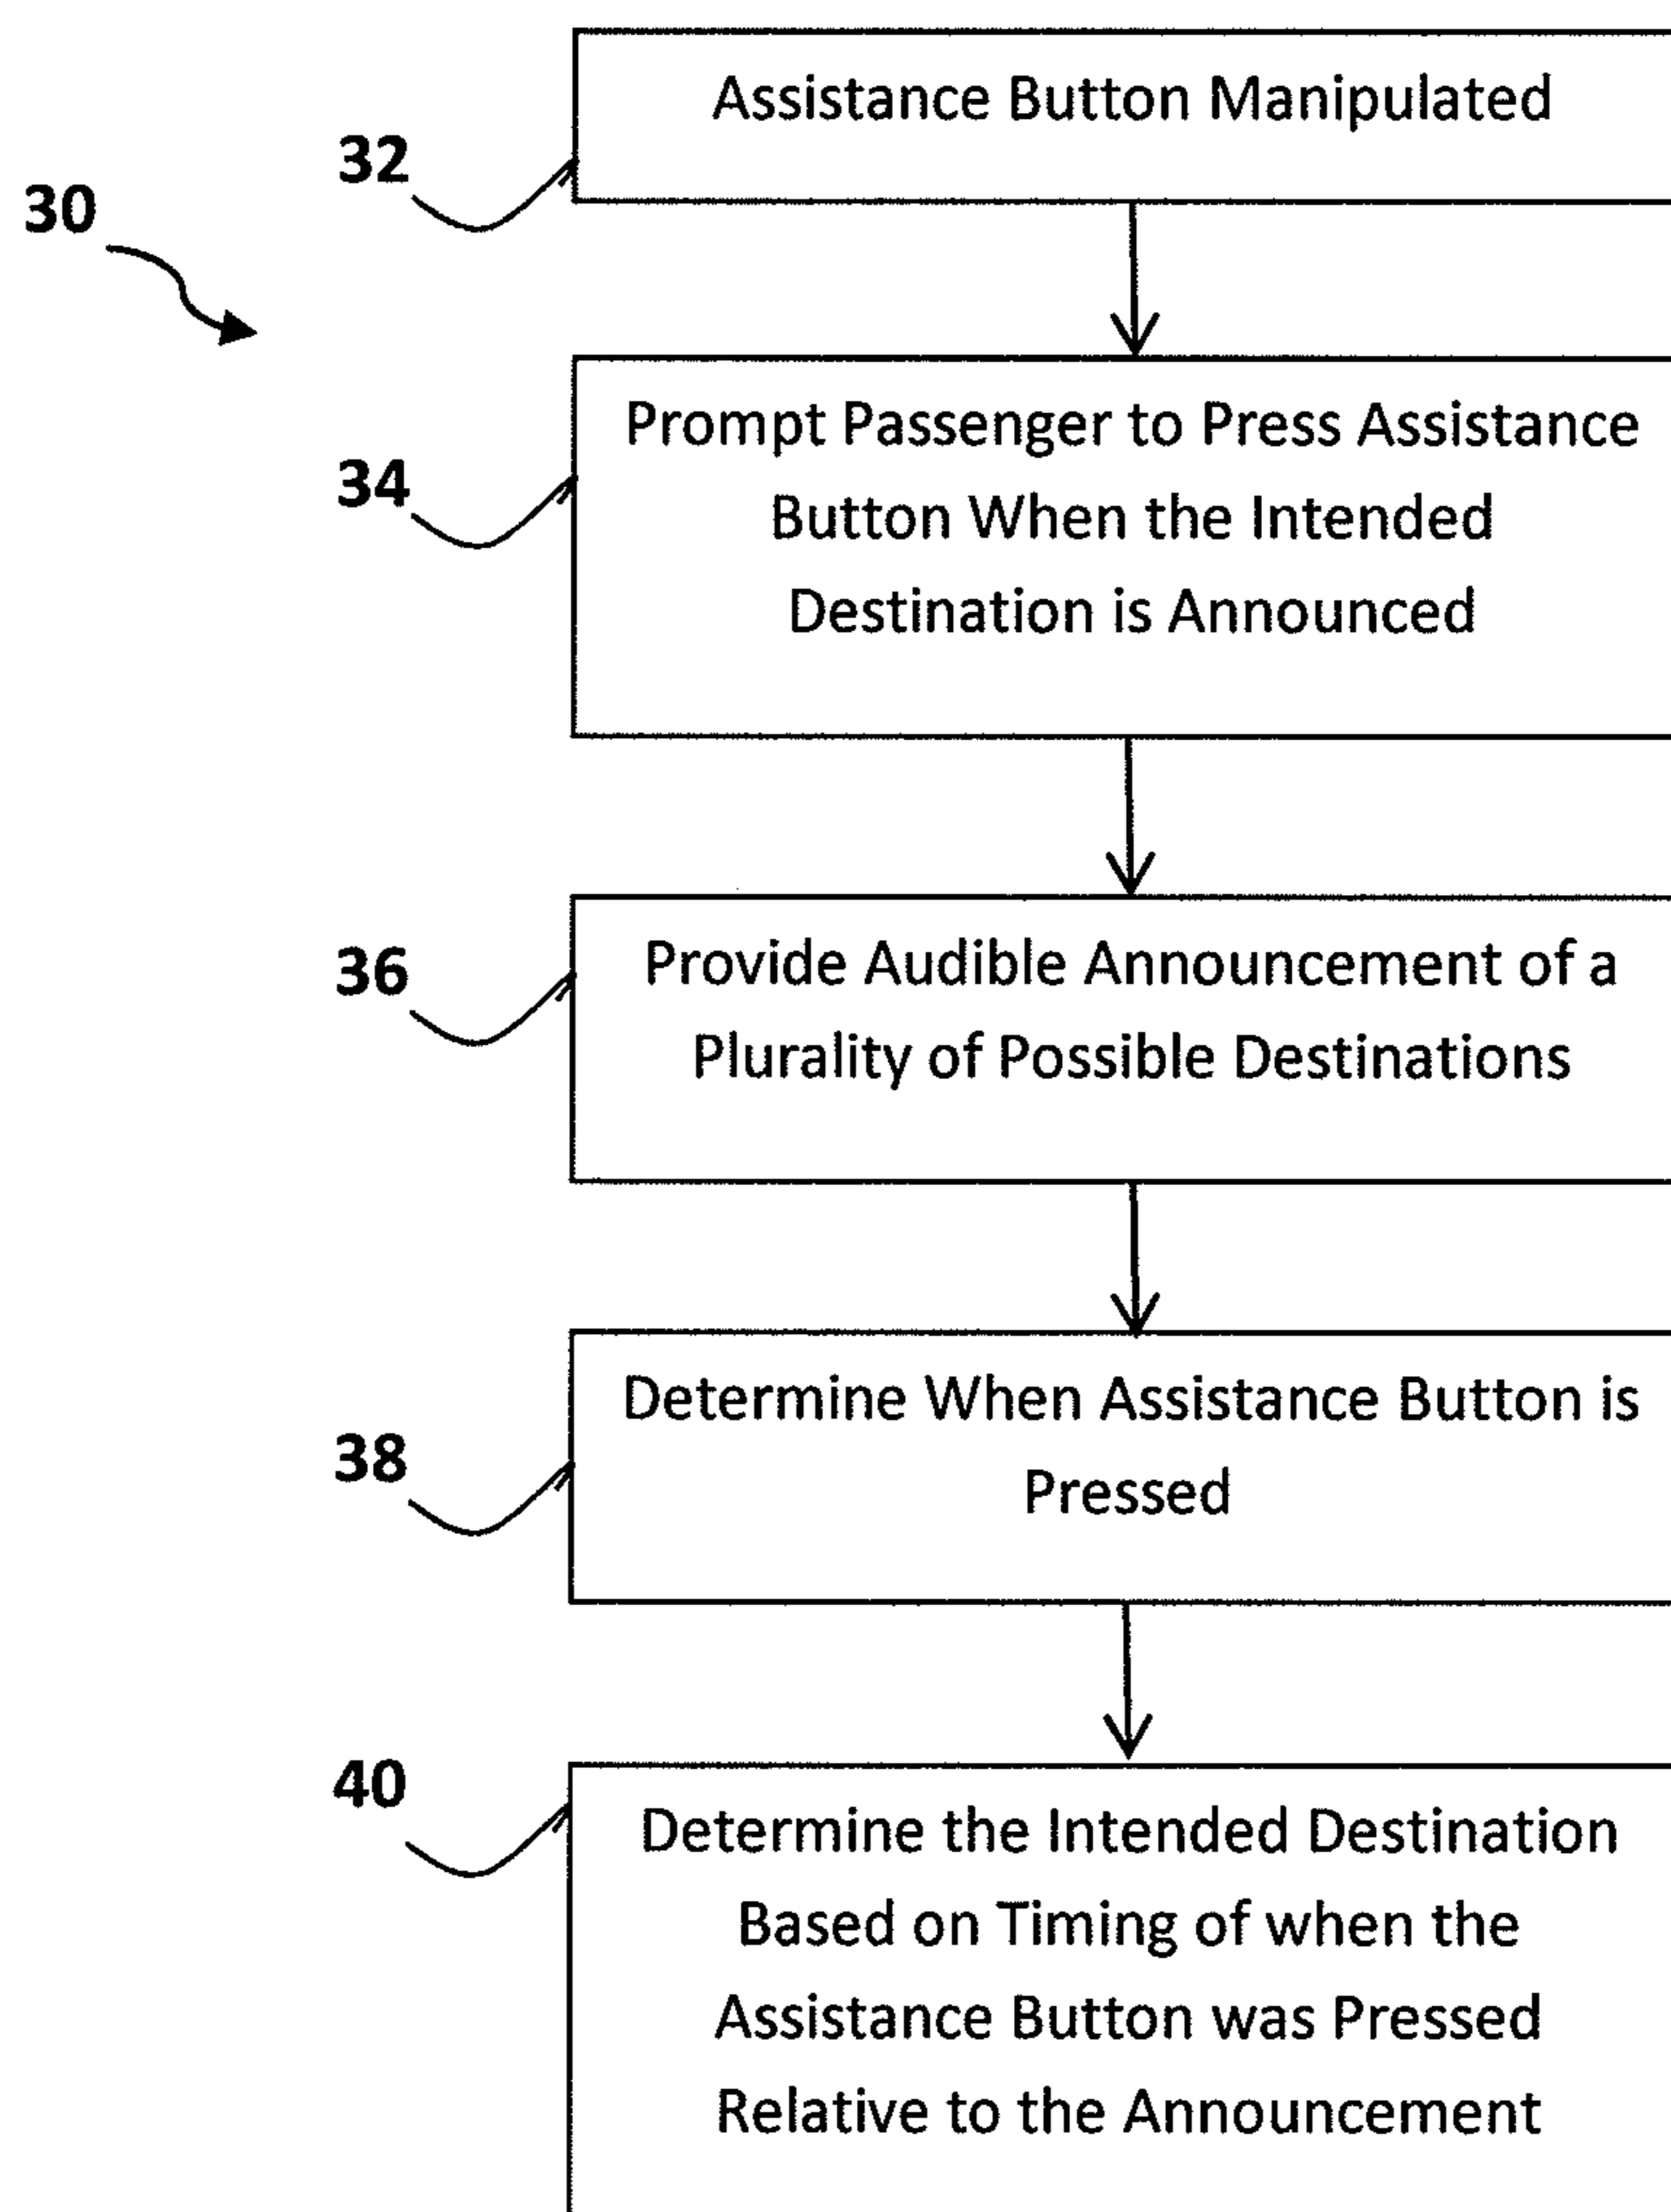 30
32
Assistance Button Manipulated
34
Prompt Passenger to Press Assistance
Button When the Intended
Destination is Announced
36
Provide Audible Announcement of a
Plurality of Possible Destinations
38
Determine When Assistance Button is
Pressed
40
Determine the Intended Destination
Based on Timing of when the
Assistance Button was Pressed
Relative to the Announcement